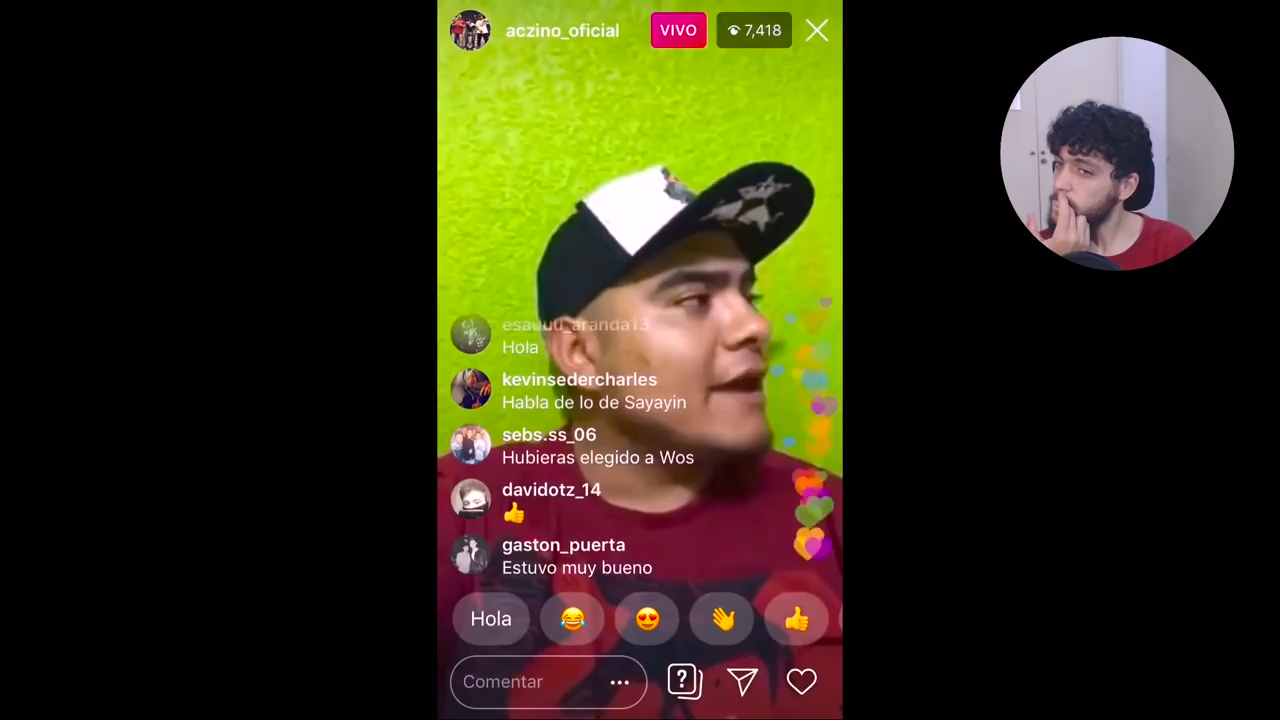 aczino_oficial
VIVO
7,418
esauuu_aranda13
Hola
kevinsedercharles
Habla de lo de Sayayin
sebs.ss_06
Hubieras elegido a Wos
davidotz_14
👍
gaston_puerta
Estuvo muy bueno
Hola 😂 😍 👋 👍
Comentar